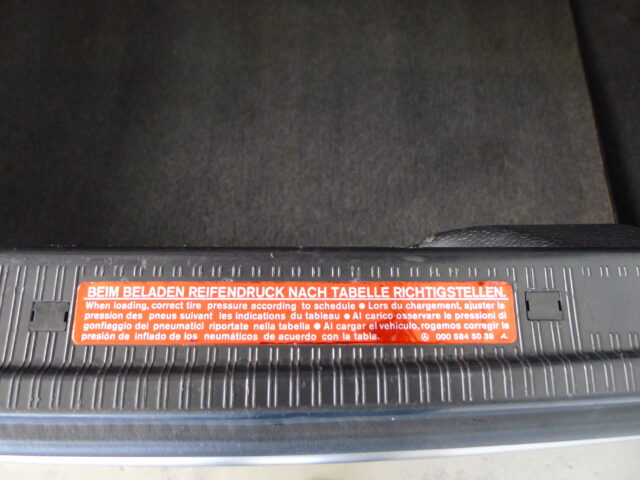 BEIM BELADEN REIFENDRUCK NACH TABELLE RICHTIGSTELLEN.
When loading, correct tire pressure according to schedule ● Lors du chargement, ajuster la
pression des pneus suivant les indications du tableau ● Al carico osservare le pressioni di
gonfiaggio dei pneumatici riportate nella tabella ● Al cargar el vehiculo, rogamos corregir la
presión de inflado de los neumáticos de acuerdo con la tabla. 000 584 50 39